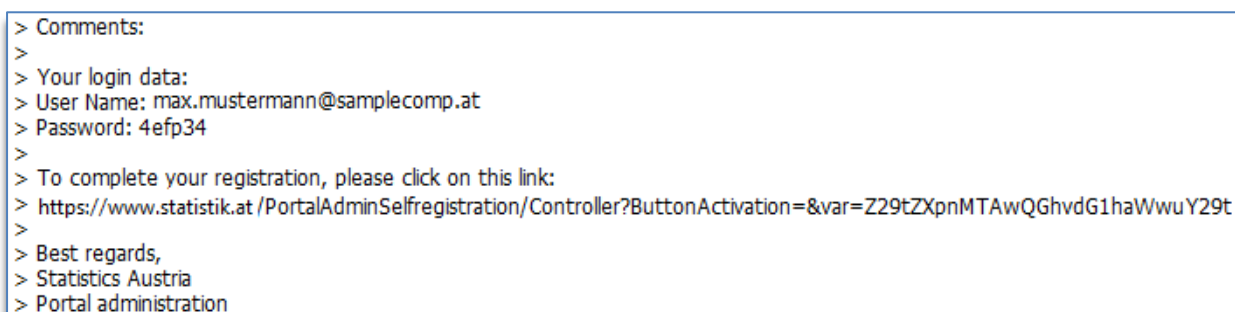 > Comments:
>
> Your login data:
> User Name: max.mustermann@samplecomp.at
> Password: 4efp34
>
> To complete your registration, please click on this link:
> https://www.statistik.at/PortalAdminSelfregistration/Controller?ButtonActivation=&var=Z29tZXpnMTAwQGhvdG1haWwuY29t
>
> Best regards,
> Statistics Austria
> Portal administration